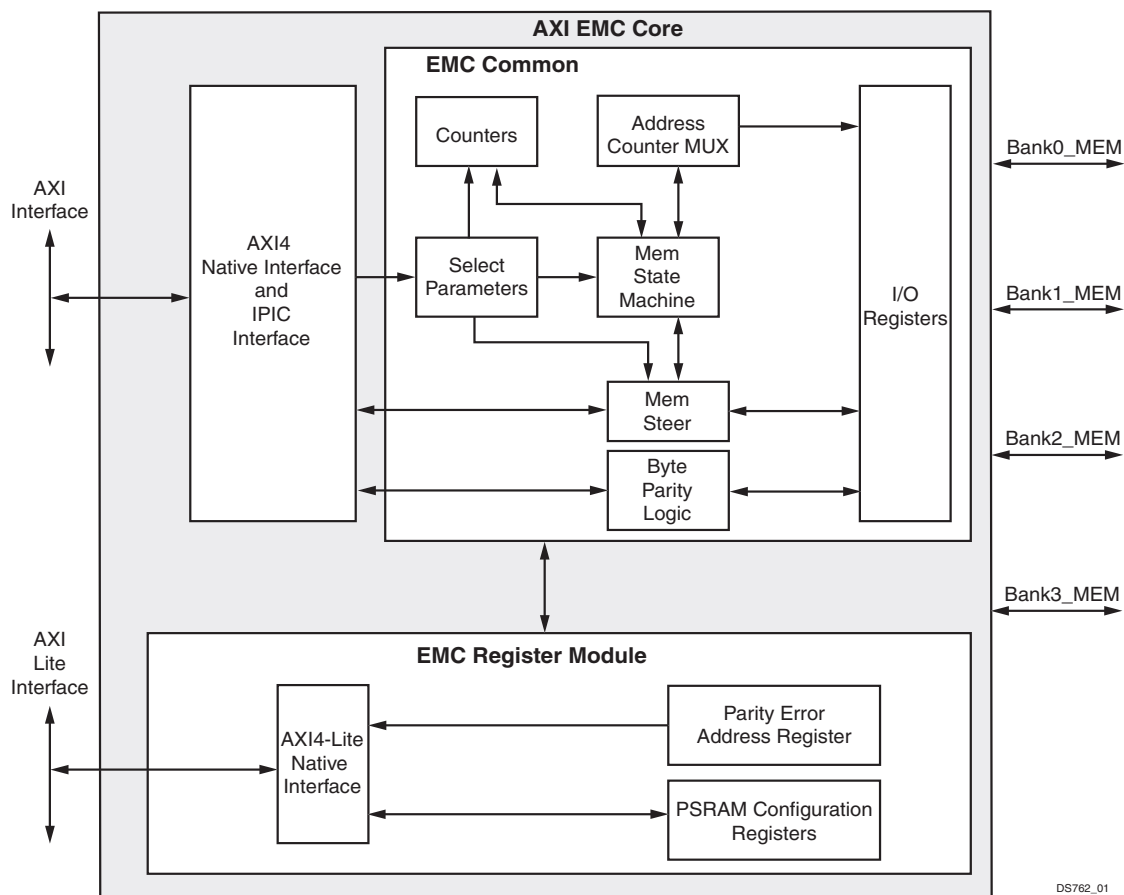 AXI EMC Core
EMC Common
Counters
Address
Counter MUX
Bank0_MEM
AXI
Interface
AXI4
Native Interface
and
IPIC
Interface
Select
Parameters
Mem
State
Machine
I/O
Registers
Bank1_MEM
Mem
Steer
Bank2_MEM
Byte
Parity
Logic
Bank3_MEM
AXI
Lite
Interface
EMC Register Module
AXI4-Lite
Native
Interface
Parity Error
Address Register
PSRAM Configuration
Registers
DS762_01